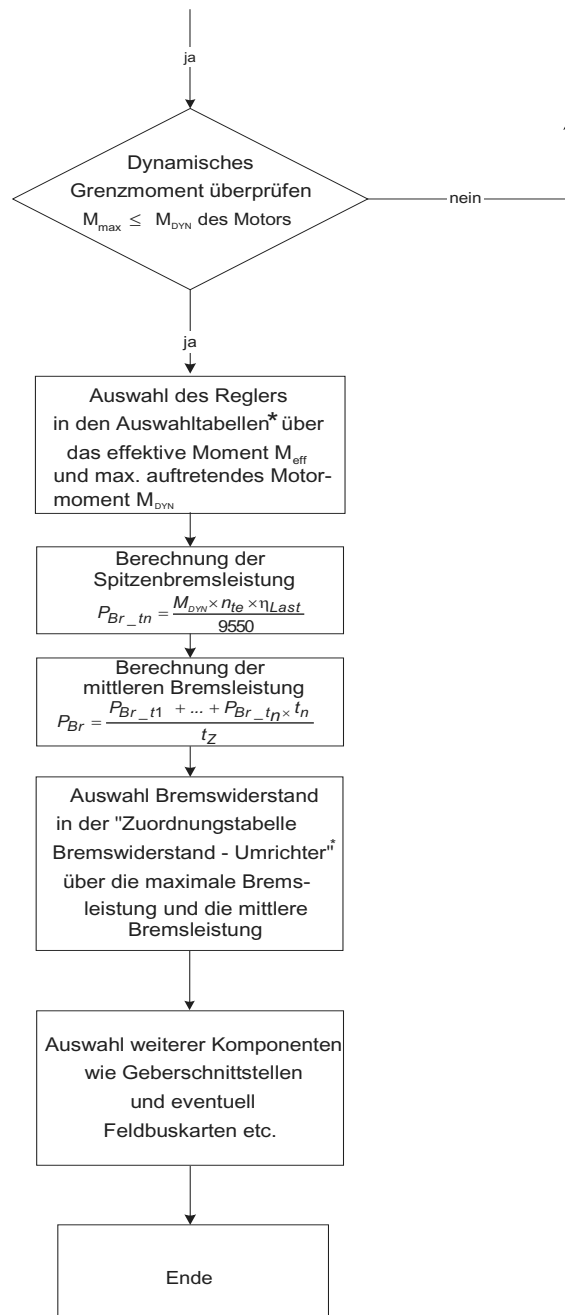 ja
Dynamisches
Grenzmoment überprüfen
M_max ≤ M_DYN des Motors
nein
ja
Auswahl des Reglers
in den Auswahltabellen* über
das effektive Moment M_eff
und max. auftretendes Motor-
moment M_DYN
Berechnung der
Spitzenbremsleistung
P_Br_tn = (M_DYN × n_te × η_Last) / 9550
Berechnung der
mittleren Bremsleistung
P_Br = (P_Br_t1 + ... + P_Br_tn × t_n) / t_Z
Auswahl Bremswiderstand
in der "Zuordnungstabelle
Bremswiderstand - Umrichter"*
über die maximale Brems-
leistung und die mittlere
Bremsleistung
Auswahl weiterer Komponenten
wie Geberschnittstellen
und eventuell
Feldbuskarten etc.
Ende